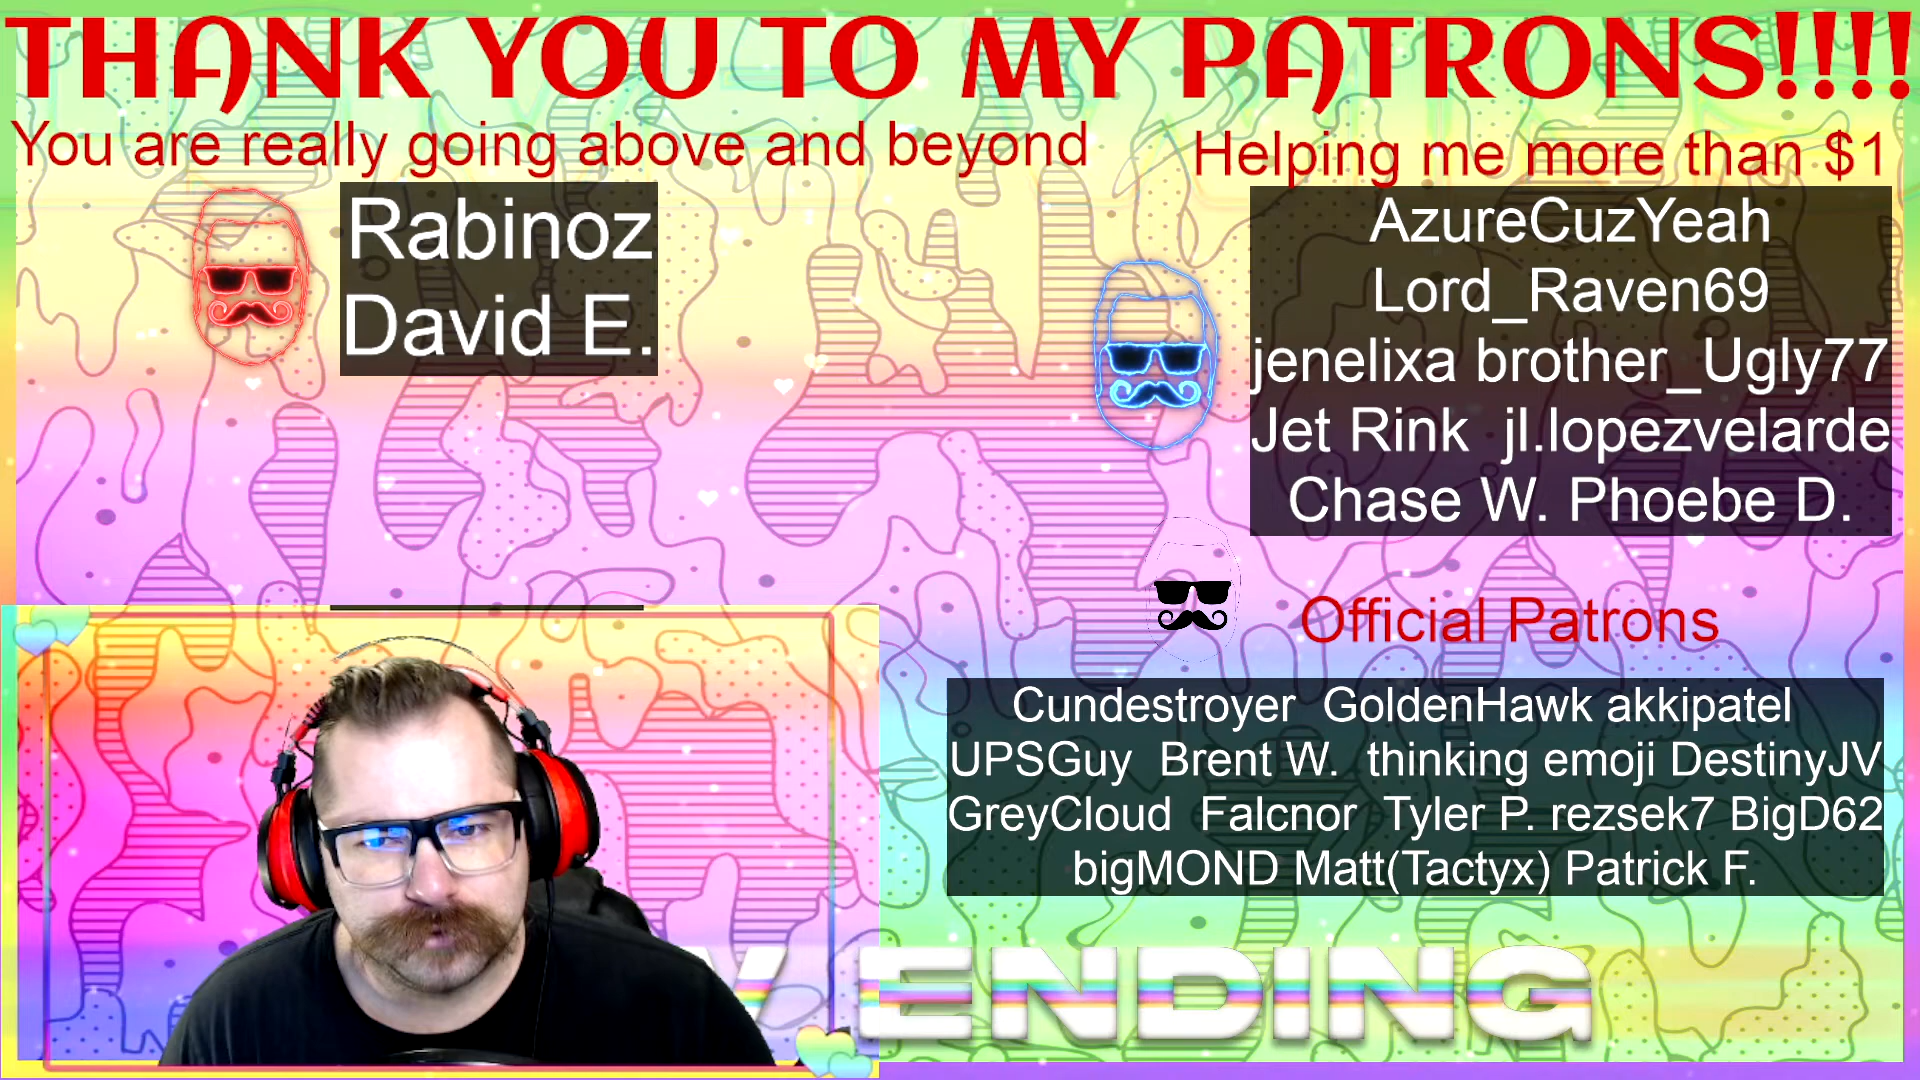 THANK YOU TO MY PATRONS!!!!
You are really going above and beyond
Rabinoz
David E.
Helping me more than $1
AzureCuzYeah
Lord_Raven69
jenelixa brother_Ugly77
Jet Rink jl.lopezvelarde
Chase W. Phoebe D.
Official Patrons
Cundestroyer GoldenHawk akkipatel
UPSGuy Brent W. thinking emoji DestinyJV
GreyCloud Falcnor Tyler P. rezsek7 BigD62
bigMOND Matt(Tactyx) Patrick F.
ENDING